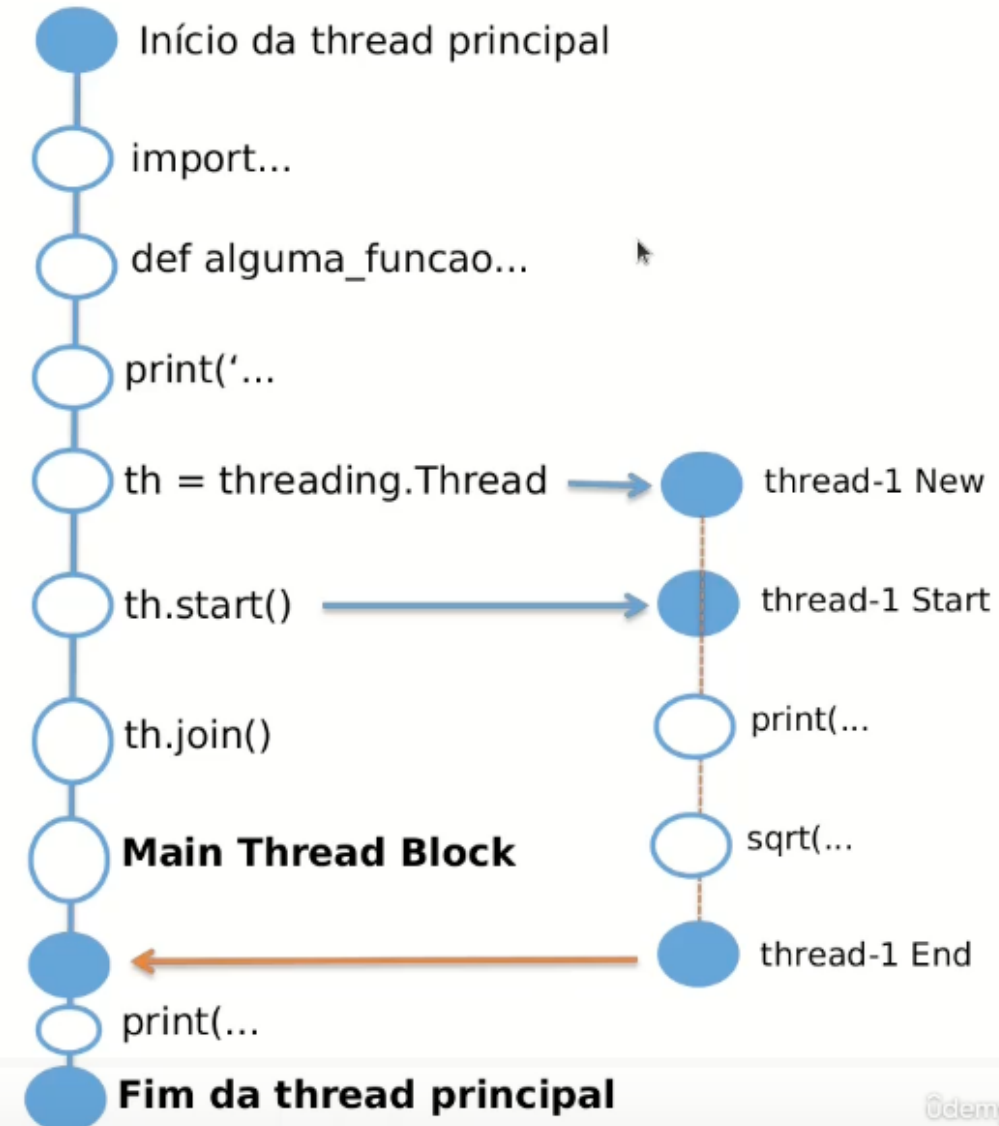 Início da thread principal
import...
def alguma_funcao...
print(‘...
th = threading.Thread
thread-1 New
th.start()
thread-1 Start
th.join()
print(...
Main Thread Block
sqrt(...
thread-1 End
print(...
Fim da thread principal